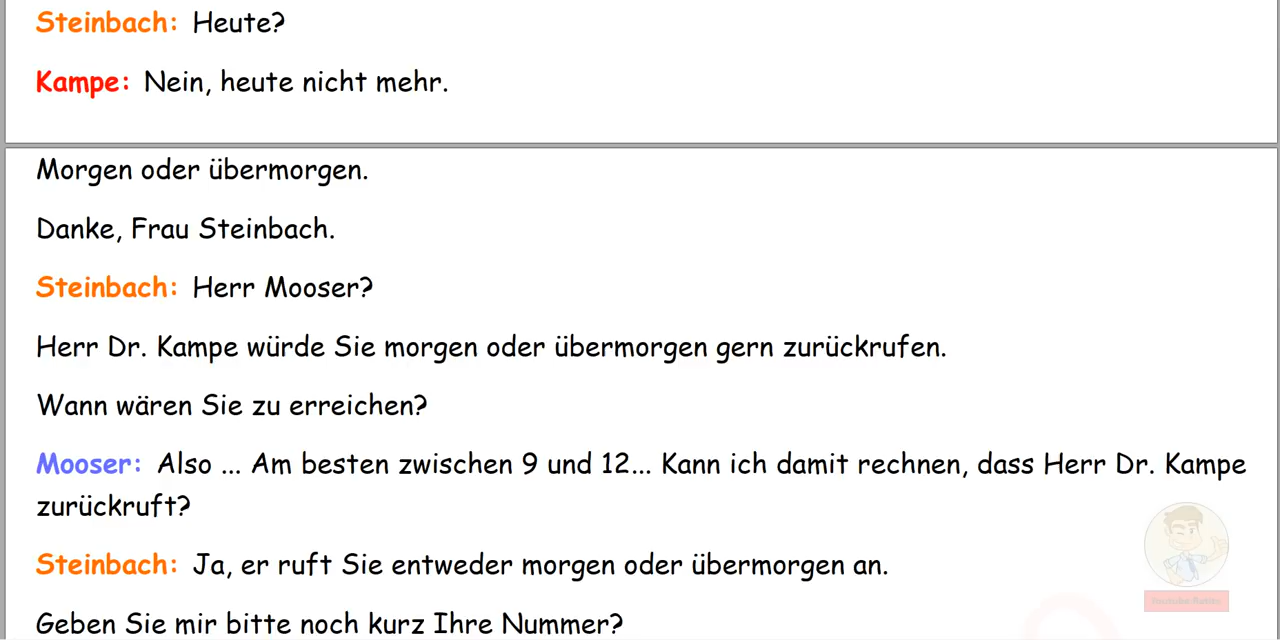 Steinbach: Heute?
Kampe: Nein, heute nicht mehr.
Morgen oder übermorgen.
Danke, Frau Steinbach.
Steinbach: Herr Mooser?
Herr Dr. Kampe würde Sie morgen oder übermorgen gern zurückrufen.
Wann wären Sie zu erreichen?
Mooser: Also ... Am besten zwischen 9 und 12... Kann ich damit rechnen, dass Herr Dr. Kampe
zurückruft?
Steinbach: Ja, er ruft Sie entweder morgen oder übermorgen an.
Geben Sie mir bitte noch kurz Ihre Nummer?